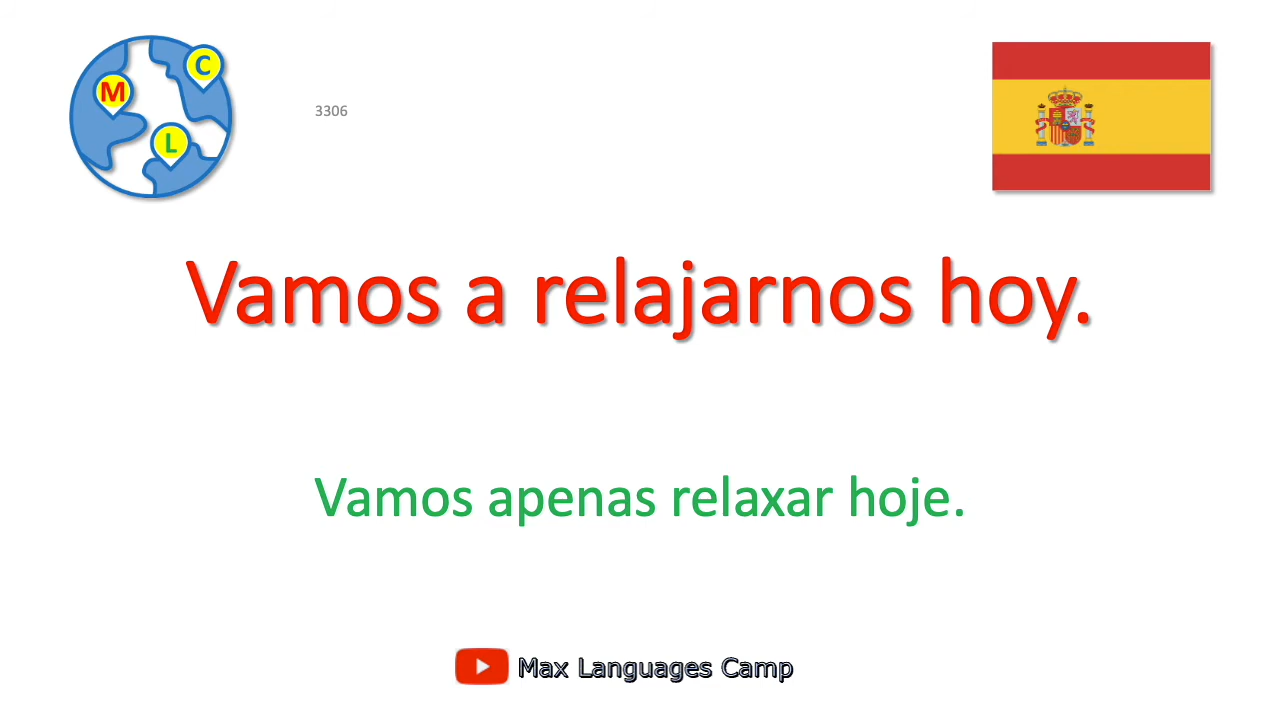 M
C
L
3306
Vamos a relajarnos hoy.
Vamos apenas relaxar hoje.
Max Languages Camp